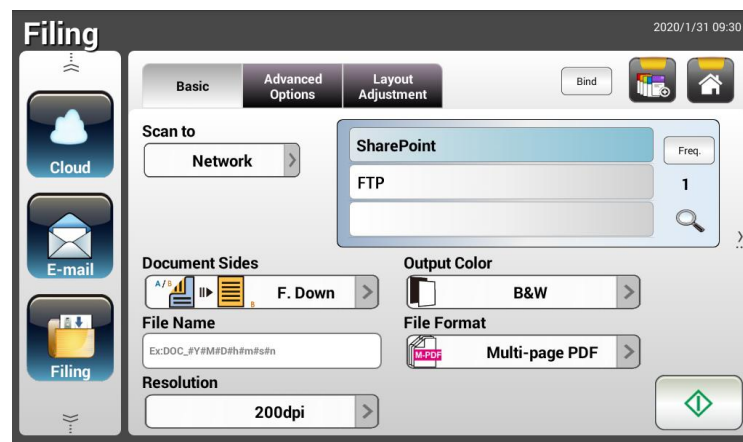 Filing
2020/1/31 09:30
Cloud
E-mail
Filing
Basic
Advanced
Options
Layout
Adjustment
Bind
Scan to
Network
SharePoint
FTP
Freq.
1
Document Sides
A/B
B
F. Down
Output Color
B&W
File Name
Ex:DOC_#Y#M#D#h#m#s#n
File Format
M-PDF
Multi-page PDF
Resolution
200dpi